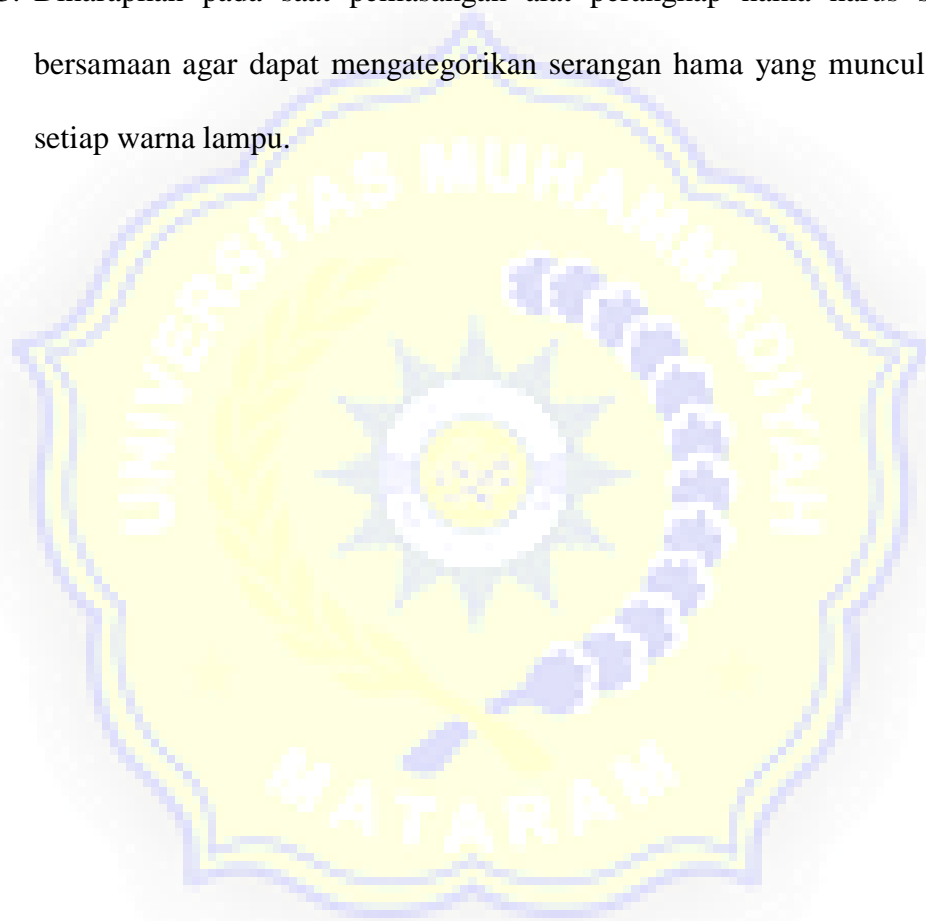 Diharapkan pada saat pemasangan alat perangkap hama harus
bersamaan agar dapat mengategorikan serangan hama yang muncul
setiap warna lampu.
UNIVERSITAS MUHAMMADIYAH
MATARAM